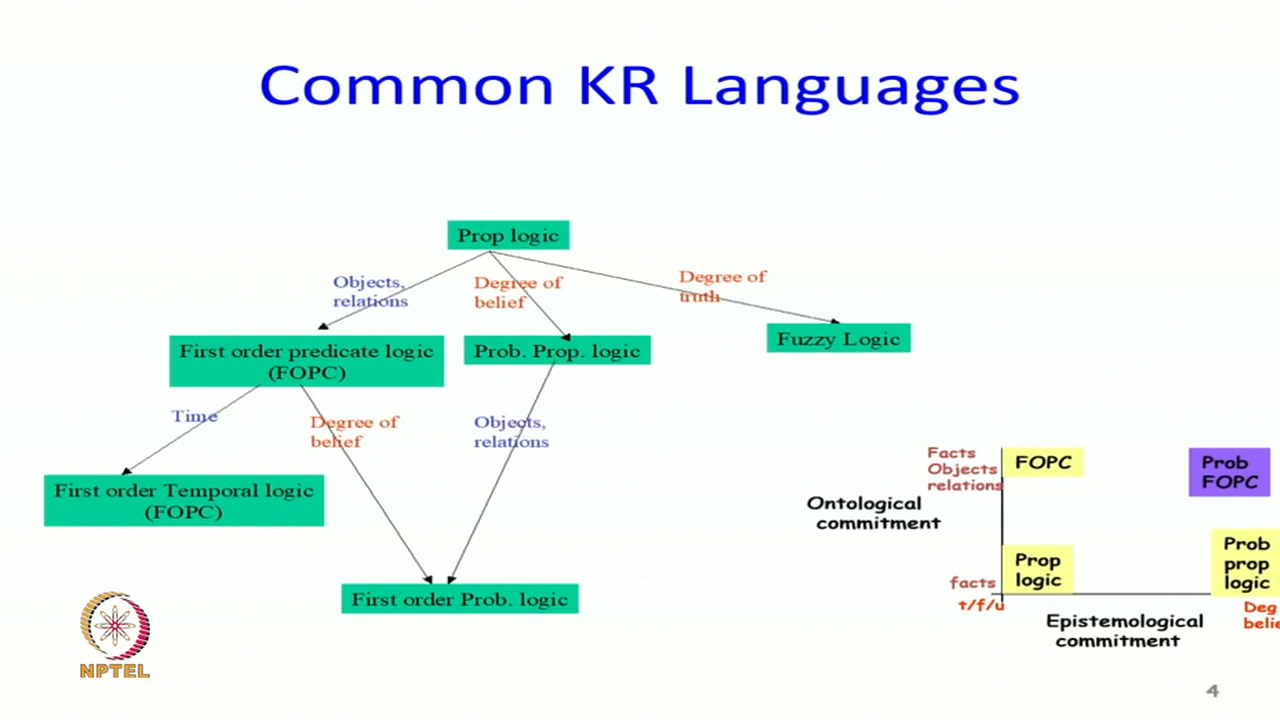 Common KR Languages
Prop logic
Objects,
relations
Degree of
belief
Degree of
truth
First order predicate logic
(FOPC)
Prob. Prop. logic
Fuzzy Logic
Time
Degree of
belief
Objects,
relations
First order Temporal logic
(FOPC)
First order Prob. logic
Facts
Objects
relations
FOPC
Prob
FOPC
Ontological
commitment
Prop
logic
Prob
prop
logic
facts
t/f/u
Deg
belie
Epistemological
commitment
NPTEL
4